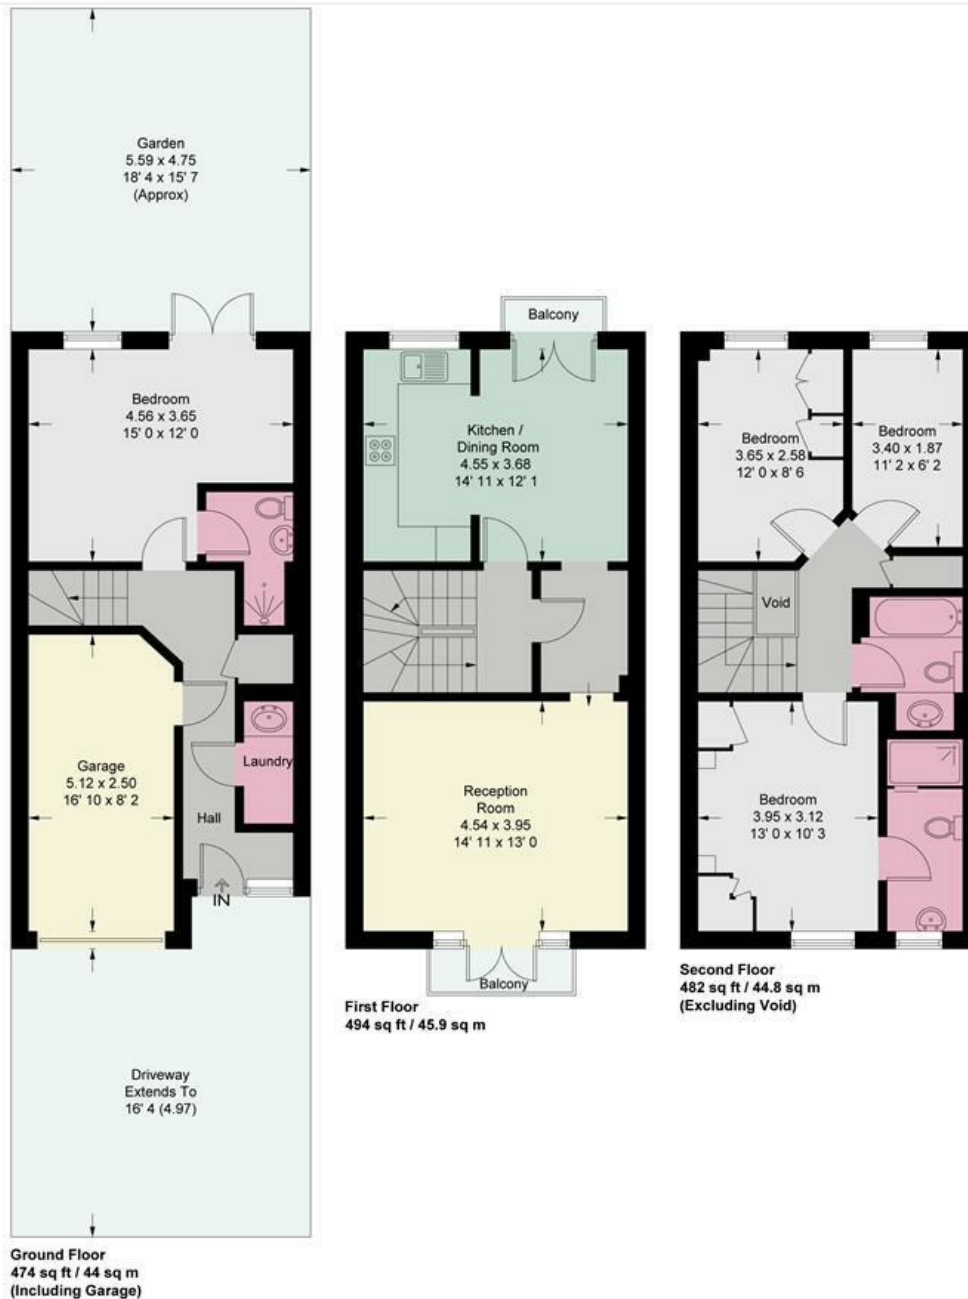 Garden
5.59 x 4.75
18' 4 x 15' 7
(Approx)
Bedroom
4.56 x 3.65
15' 0 x 12' 0
Garage
5.12 x 2.50
16' 10 x 8' 2
Laundry
Hall
IN
Driveway
Extends To
16' 4 (4.97)
Ground Floor
474 sq ft / 44 sq m
(Including Garage)
Balcony
Kitchen /
Dining Room
4.55 x 3.68
14' 11 x 12' 1
Reception
Room
4.54 x 3.95
14' 11 x 13' 0
Balcony
First Floor
494 sq ft / 45.9 sq m
Bedroom
3.65 x 2.58
12' 0 x 8' 6
Bedroom
3.40 x 1.87
11' 2 x 6' 2
Void
Bedroom
3.95 x 3.12
13' 0 x 10' 3
Second Floor
482 sq ft / 44.8 sq m
(Excluding Void)